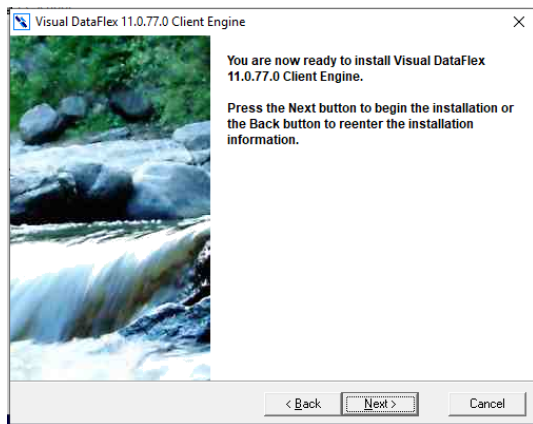 Visual DataFlex 11.0.77.0 Client Engine
You are now ready to install Visual DataFlex
11.0.77.0 Client Engine.
Press the Next button to begin the installation or
the Back button to reenter the installation
information.
< Back
Next >
Cancel